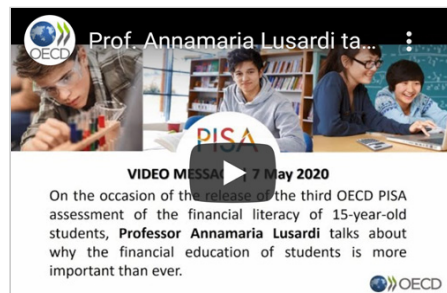 OECD
Prof. Annamaria Lusardi ta...
PISA
VIDEO MESSAGE | 7 May 2020
On the occasion of the release of the third OECD PISA
assessment of the financial literacy of 15-year-old
students, Professor Annamaria Lusardi talks about
why the financial education of students is more
important than ever.
OECD